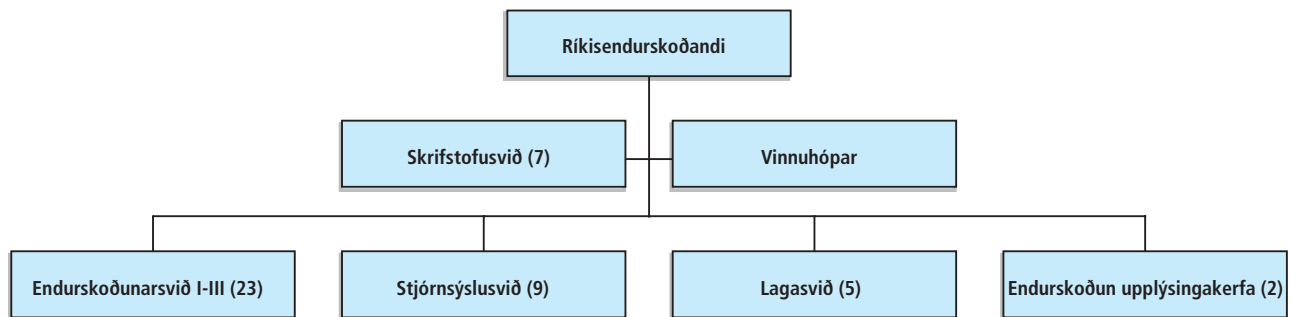 Ríkisendurskoðandi
Skrifstofusvið (7)
Vinnuhópar
Endurskoðunarsvið I-III (23)
Stjórnsýslusvið (9)
Lagasvið (5)
Endurskoðun upplýsingakerfa (2)